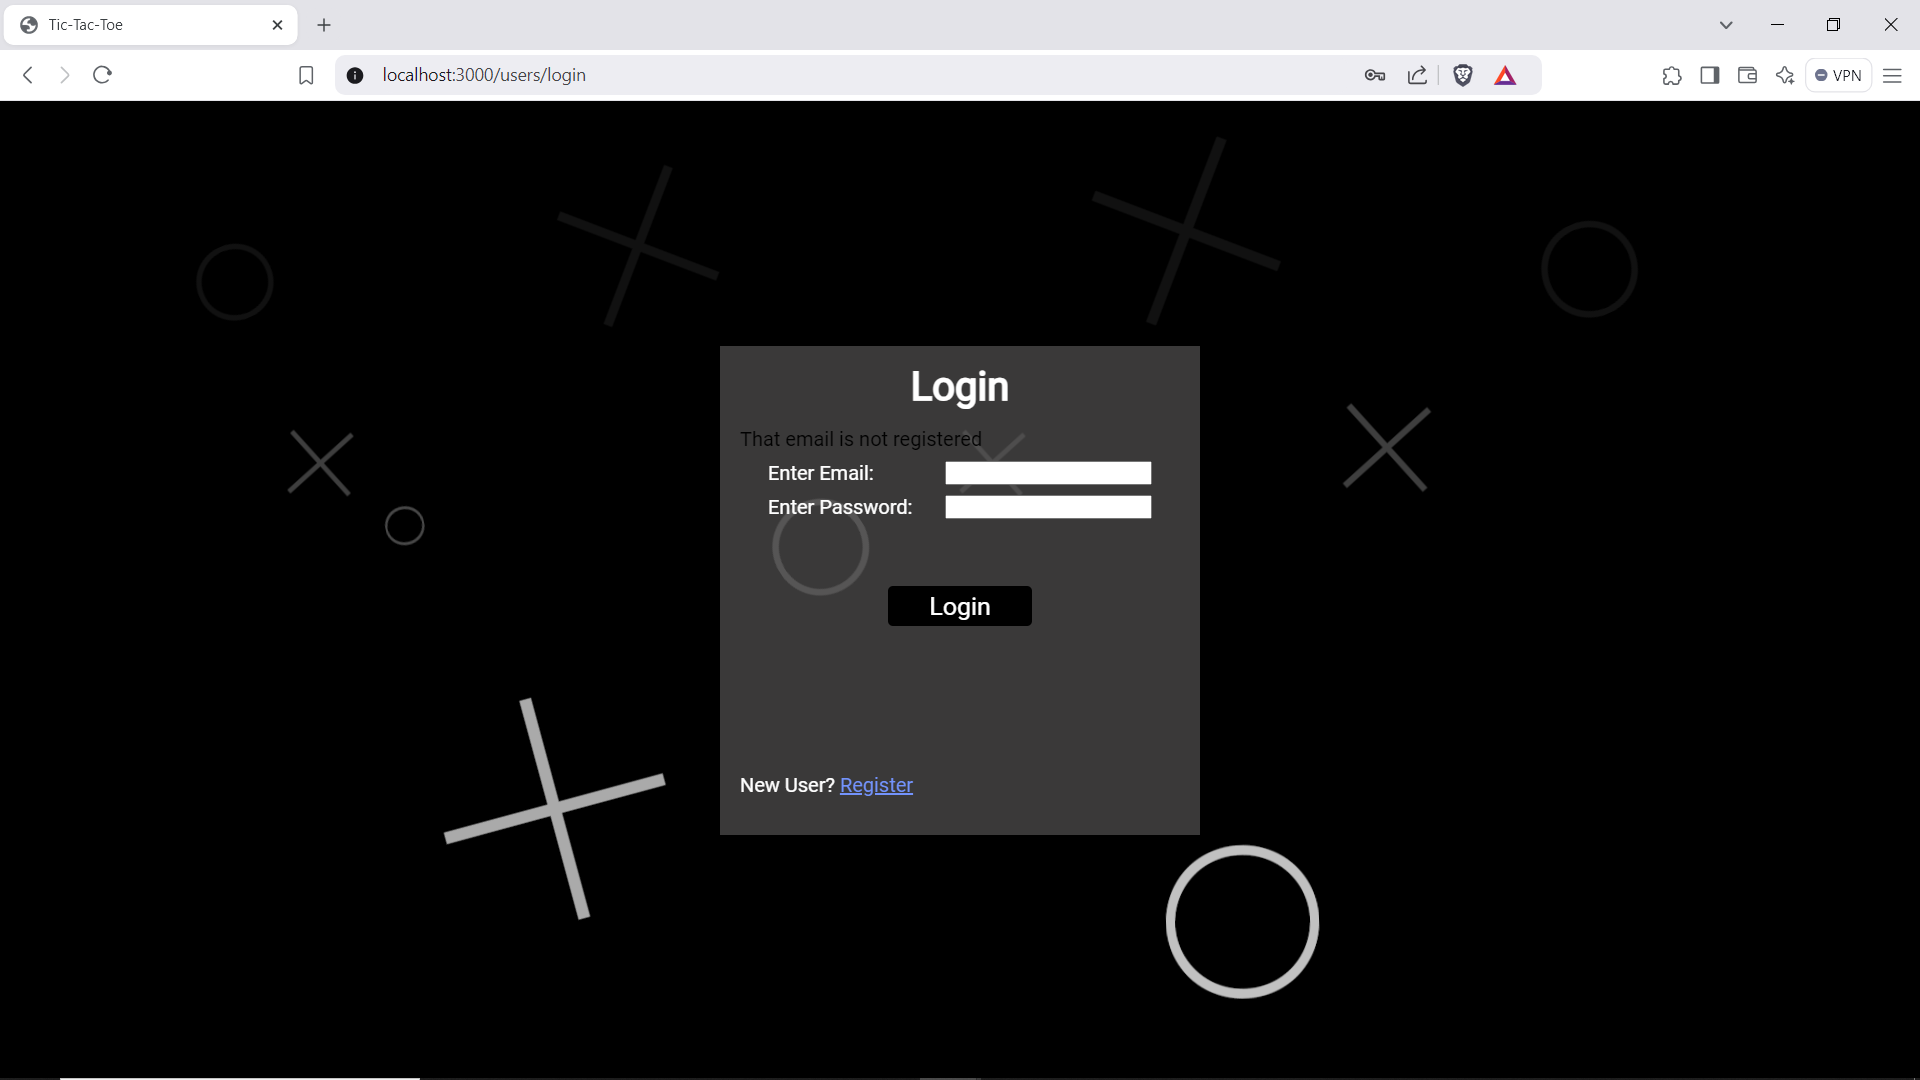 Tic-Tac-Toe
localhost:3000/users/login
VPN
Login
That email is not registered
Enter Email:
Enter Password:
Login
New User? Register